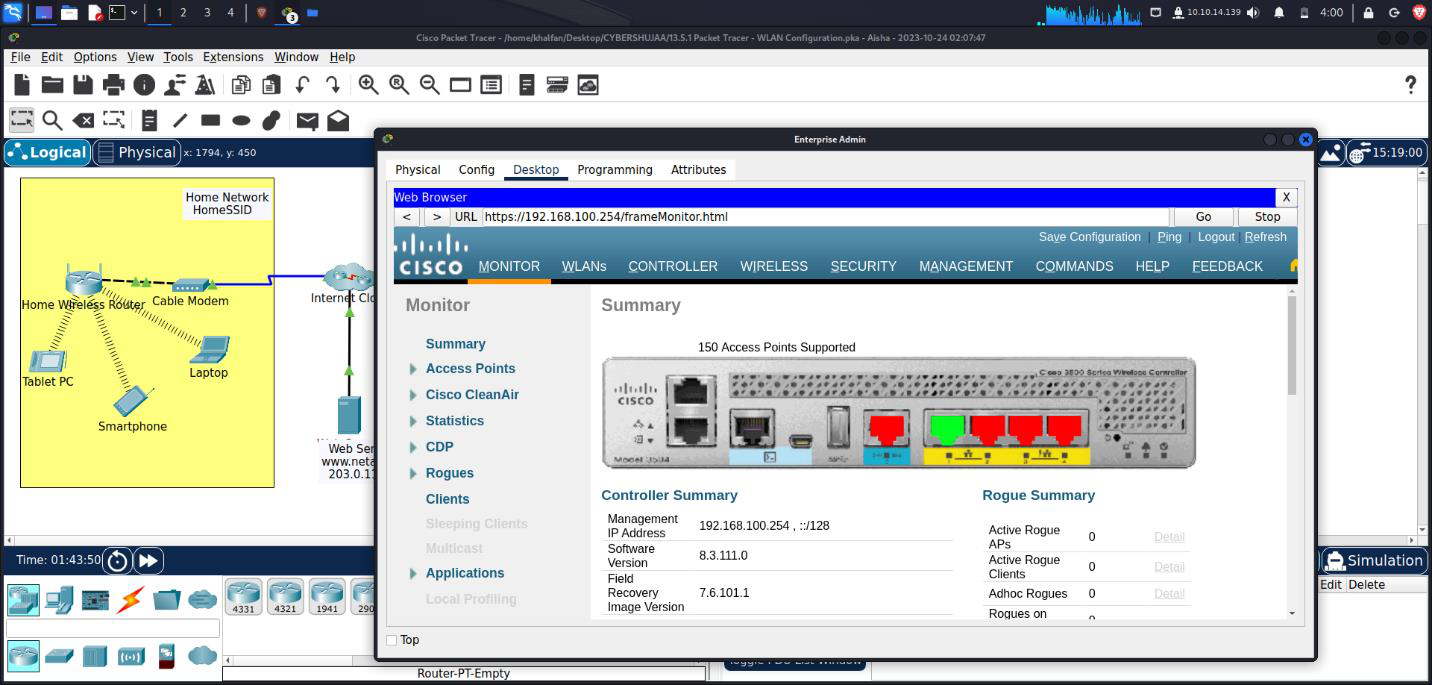 1 2 3 4
3
10.10.14.139
4:00
Cisco Packet Tracer - /home/khalfan/Desktop/CYBERSHUJAA/13.5.1 Packet Tracer - WLAN Configuration.pka - Aisha - 2023-10-24 02:07:47
File Edit Options View Tools Extensions Window Help
Logical Physical x: 1794, y: 450
15:19:00
Home Network
HomeSSID
Home Wireless Router
Cable Modem
Internet Clo
Tablet PC
Laptop
Smartphone
Web Ser
www.neta
203.0.11
Enterprise Admin
Physical Config Desktop Programming Attributes
Web Browser X
< > URL https://192.168.100.254/frameMonitor.html Go Stop
Save Configuration | Ping | Logout | Refresh
CISCO MONITOR WLANs CONTROLLER WIRELESS SECURITY MANAGEMENT COMMANDS HELP FEEDBACK
Monitor
Summary
Access Points
Cisco CleanAir
Statistics
CDP
Rogues
Clients
Sleeping Clients
Multicast
Applications
Local Profiling
Summary
150 Access Points Supported
Cisco 3500 Series Wireless Controller
CISCO
Model 3504
Controller Summary
Management
IP Address 192.168.100.254 , ::/128
Software
Version 8.3.111.0
Field
Recovery
Image Version 7.6.101.1
Rogue Summary
Active Rogue
APs 0 Detail
Active Rogue
Clients 0 Detail
Adhoc Rogues 0 Detail
Rogues on
0
Top
Time: 01:43:50
Simulation
Edit Delete
4331 4321 1941 290
Router-PT-Empty
Toggle PDU List Window